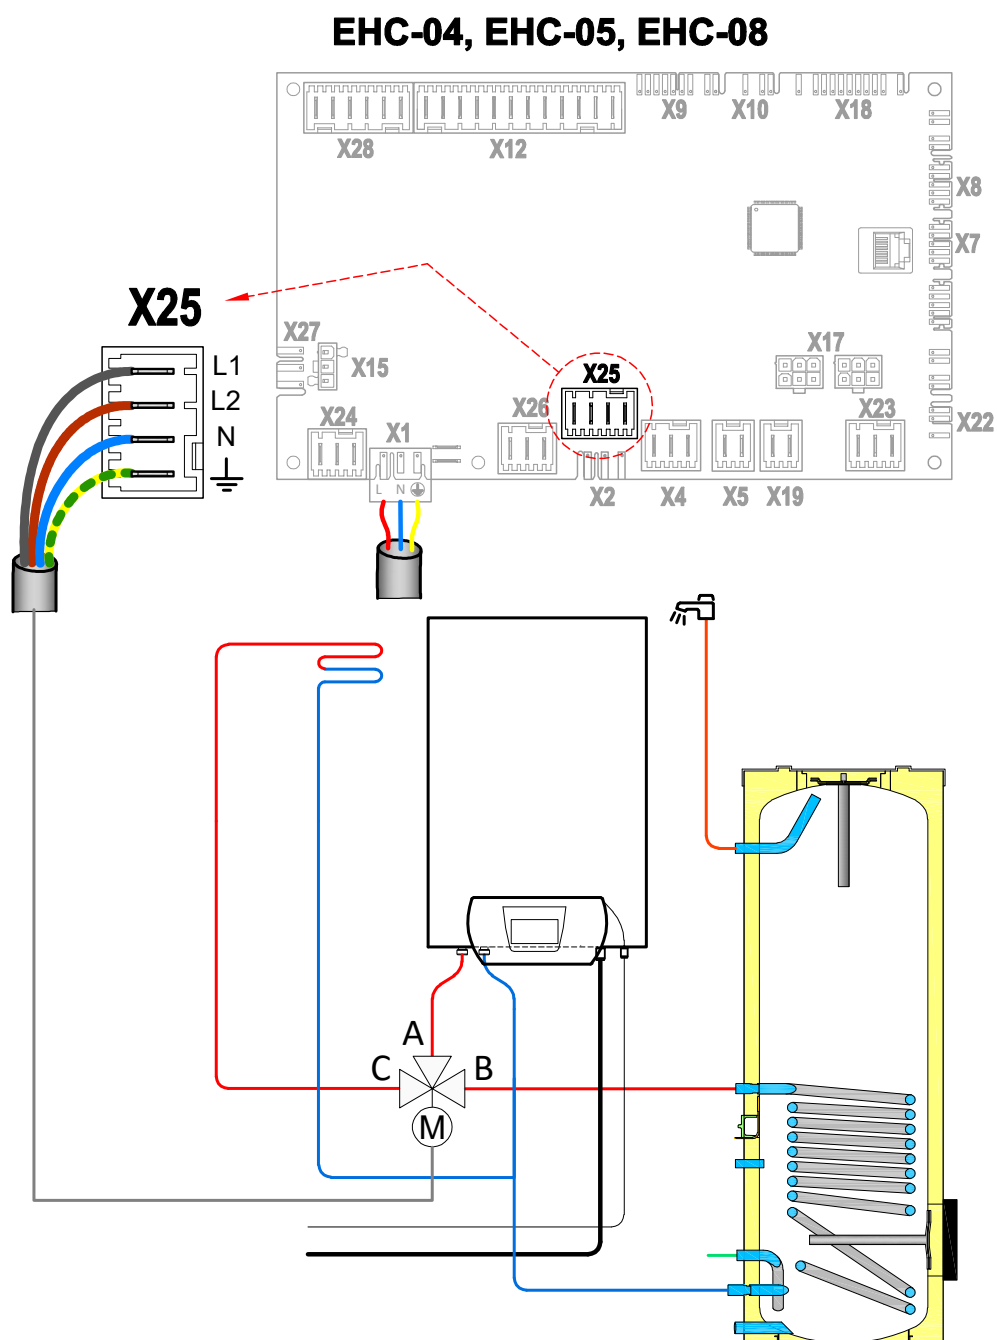 EHC-04, EHC-05, EHC-08
X9 X10 X18
X28 X12
X8
X7
X25
X27
X17
L1
X15
X25
L2
X26 X24 X23
X22
N
X1
L N
X2 X4 X5 X19
A
C B
M